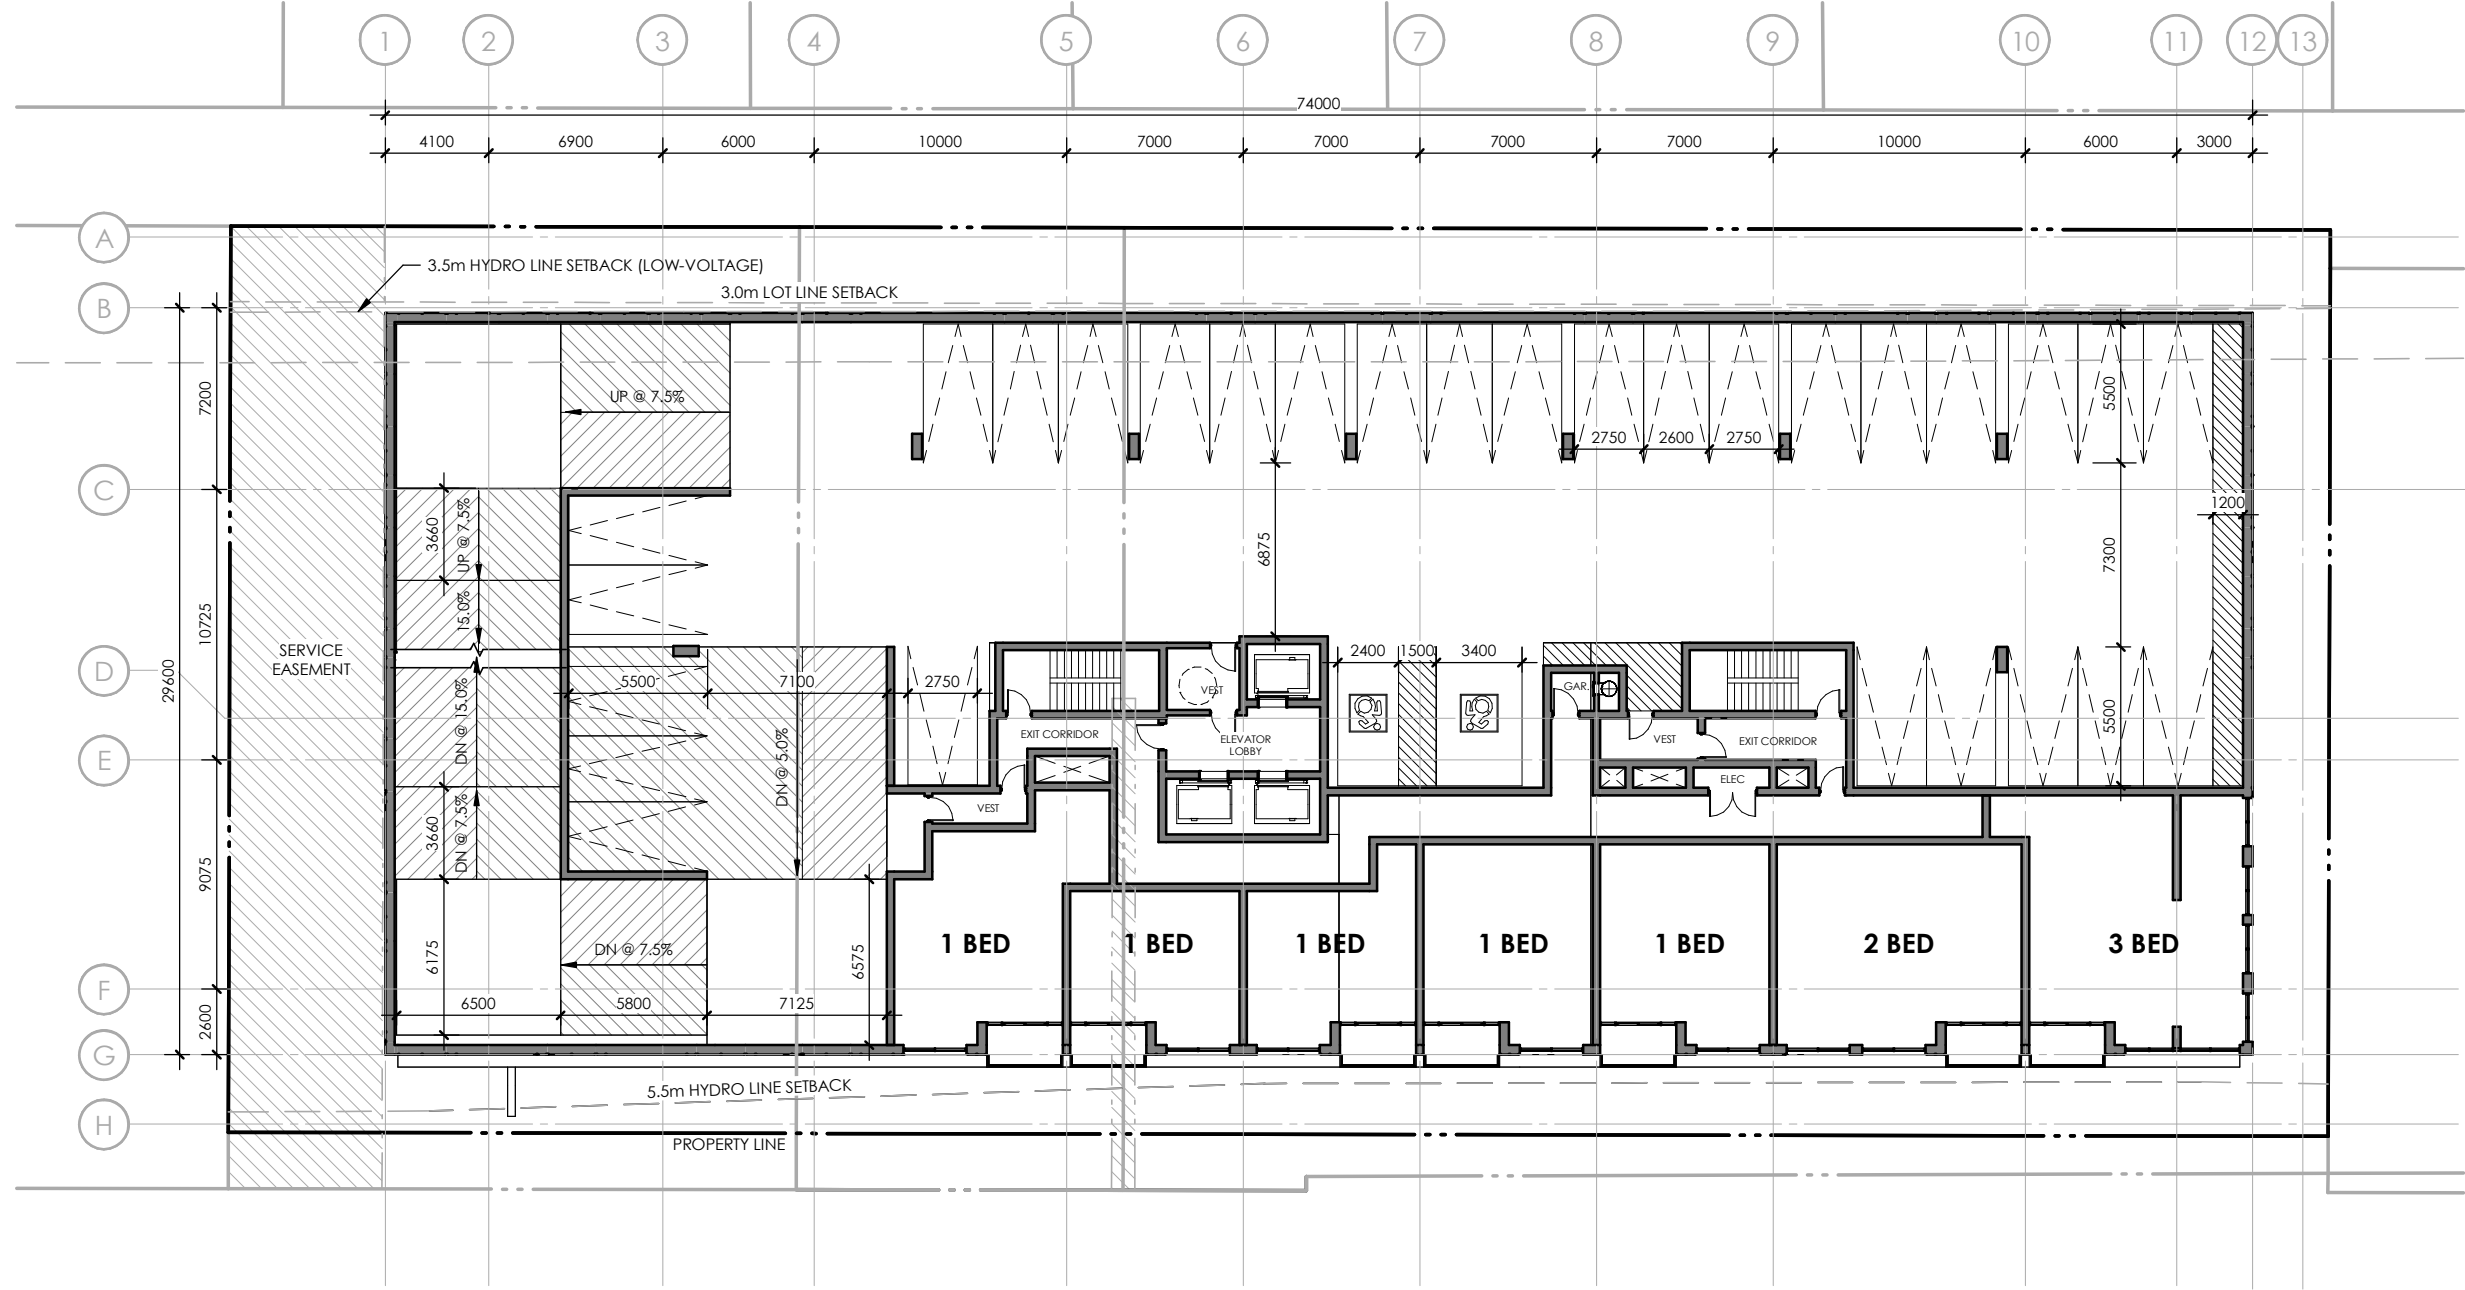 1 2 3 4 5 6 7 8 9 10 11 12 13
74000
4100 6900 6000 10000 7000 7000 7000 7000 10000 6000 3000
A
3.5m HYDRO LINE SETBACK (LOW-VOLTAGE)
3.0m LOT LINE SETBACK
B
7200
UP @ 7.5%
5500
2750 2600 2750
C
1200
3660
UP @ 7.5%
6875
7300
10725
15.0%
SERVICE
EASEMENT
29600
D
5500 7100 2750
2400 1500 3400
VEST
GAR.
DN @ 15.0%
DN @ 5.0%
5500
EXIT CORRIDOR
ELEVATOR
LOBBY
VEST
EXIT CORRIDOR
E
ELEC
VEST
3660
DN @ 7.5%
9075
1 BED 1 BED 1 BED 1 BED 1 BED 2 BED 3 BED
DN @ 7.5%
6175
6575
F
6500 5800 7125
2600
G
5.5m HYDRO LINE SETBACK
H
PROPERTY LINE